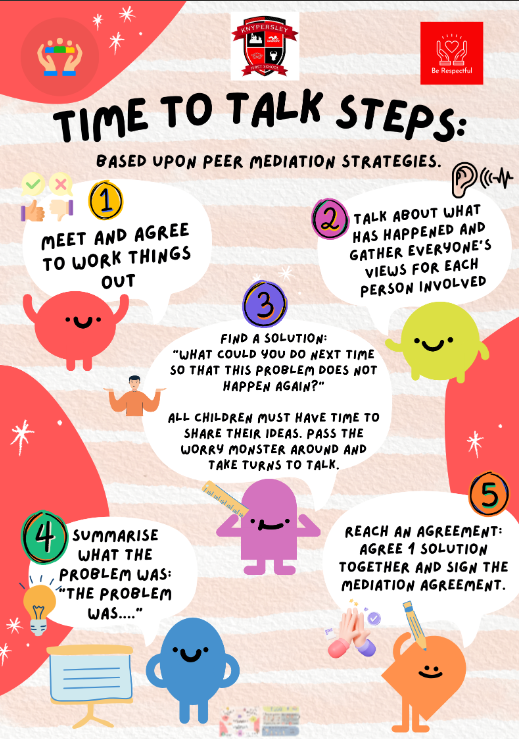 KNYPERSLEY
FIRST SCHOOL
Be Respectful
TIME TO TALK STEPS:
BASED UPON PEER MEDIATION STRATEGIES.
1
MEET AND AGREE
TO WORK THINGS
OUT
2
TALK ABOUT WHAT
HAS HAPPENED AND
GATHER EVERYONE'S
VIEWS FOR EACH
PERSON INVOLVED
3
FIND A SOLUTION:
"WHAT COULD YOU DO NEXT TIME
SO THAT THIS PROBLEM DOES NOT
HAPPEN AGAIN?"
ALL CHILDREN MUST HAVE TIME TO
SHARE THEIR IDEAS. PASS THE
WORRY MONSTER AROUND AND
TAKE TURNS TO TALK.
4
SUMMARISE
WHAT THE
PROBLEM WAS:
"THE PROBLEM
WAS...."
5
REACH AN AGREEMENT:
AGREE 1 SOLUTION
TOGETHER AND SIGN THE
MEDIATION AGREEMENT.